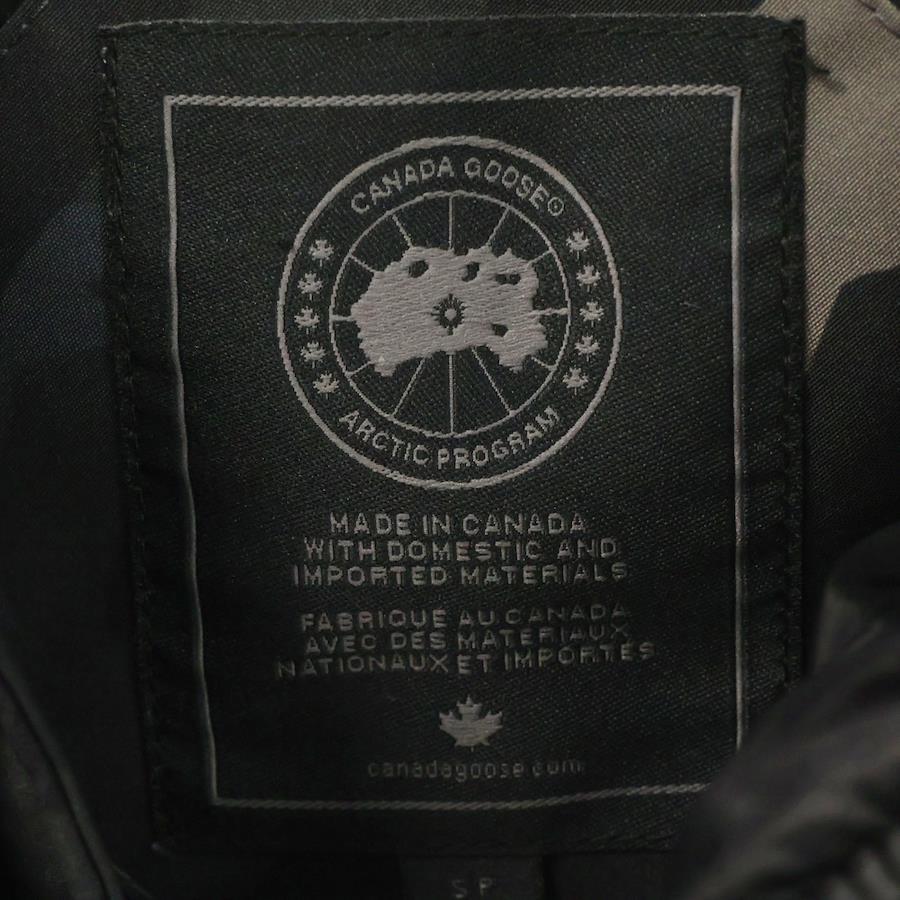 CANADA GOOSE®
ARCTIC PROGRAM
MADE IN CANADA
WITH DOMESTIC AND
IMPORTED MATERIALS
FABRIQUÉ AU CANADA
AVEC DES MATÉRIAUX
NATIONAUX ET IMPORTÉS
canadagoose.com